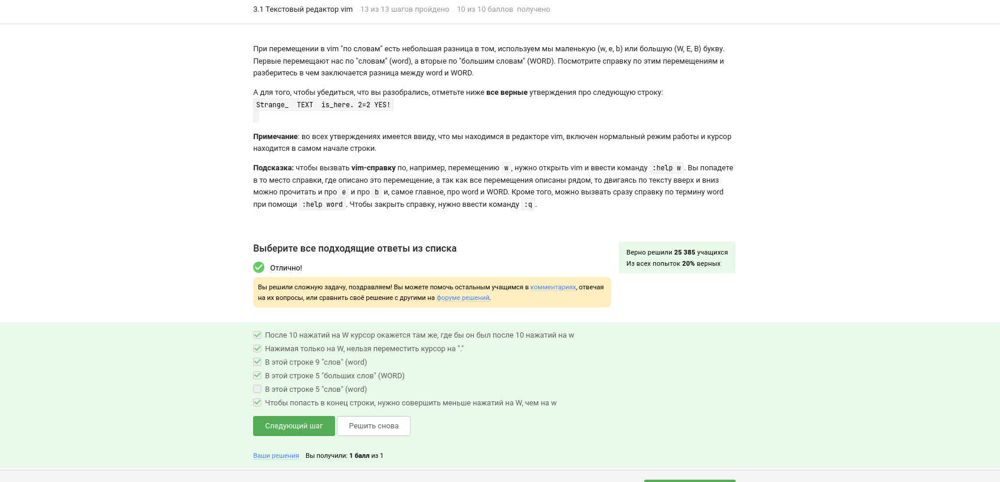 3.1 Текстовый редактор vim 13 из 13 шагов пройдено 10 из 10 баллов получено
При перемещении в vim "по словам" есть небольшая разница в том, используем мы маленькую (w, e, b) или большую (W, E, B) букву.
Первые перемещают нас по "словам" (word), а вторые по "большим словам" (WORD). Посмотрите справку по этим перемещениям и
разберитесь в чем заключается разница между word и WORD.
А для того, чтобы убедиться, что вы разобрались, отметьте ниже все верные утверждения про следующую строку:
Strange_  TEXT  is_here. 2=2 YES!
Примечание: во всех утверждениях имеется ввиду, что мы находимся в редакторе vim, включен нормальный режим работы и курсор
находится в самом начале строки.
Подсказка: чтобы вызвать vim-справку по, например, перемещению w, нужно открыть vim и ввести команду :help w. Вы попадете
в то место справки, где описано это перемещение, а так как все перемещения описаны рядом, то двигаясь по тексту вверх и вниз
можно прочитать и про e и про b и, самое главное, про word и WORD. Кроме того, можно вызвать сразу справку по термину word
при помощи :help word. Чтобы закрыть справку, нужно ввести команду :q.
Выберите все подходящие ответы из списка
Верно решили 25 385 учащихся
Из всех попыток 20% верных
Отлично!
Вы решили сложную задачу, поздравляем! Вы можете помочь остальным учащимся в комментариях, отвечая
на их вопросы, или сравнить своё решение с другими на форуме решений.
После 10 нажатий на W курсор окажется там же, где бы он был после 10 нажатий на w
Нажимая только на W, нельзя переместить курсор на "."
В этой строке 9 "слов" (word)
В этой строке 5 "больших слов" (WORD)
В этой строке 5 "слов" (word)
Чтобы попасть в конец строки, нужно совершить меньше нажатий на W, чем на w
Следующий шаг Решить снова
Ваши решения Вы получили: 1 балл из 1